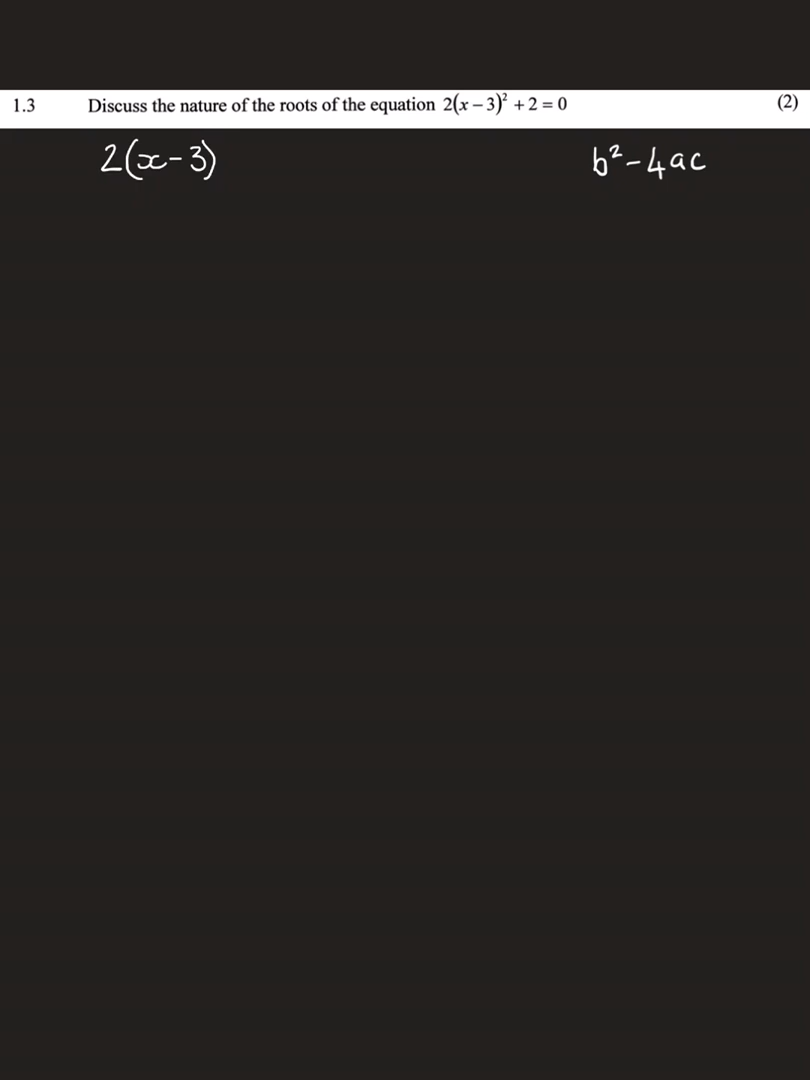 1.3 Discuss the nature of the roots of the equation 2(x – 3)² + 2 = 0 (2)
2(x-3) b²-4ac